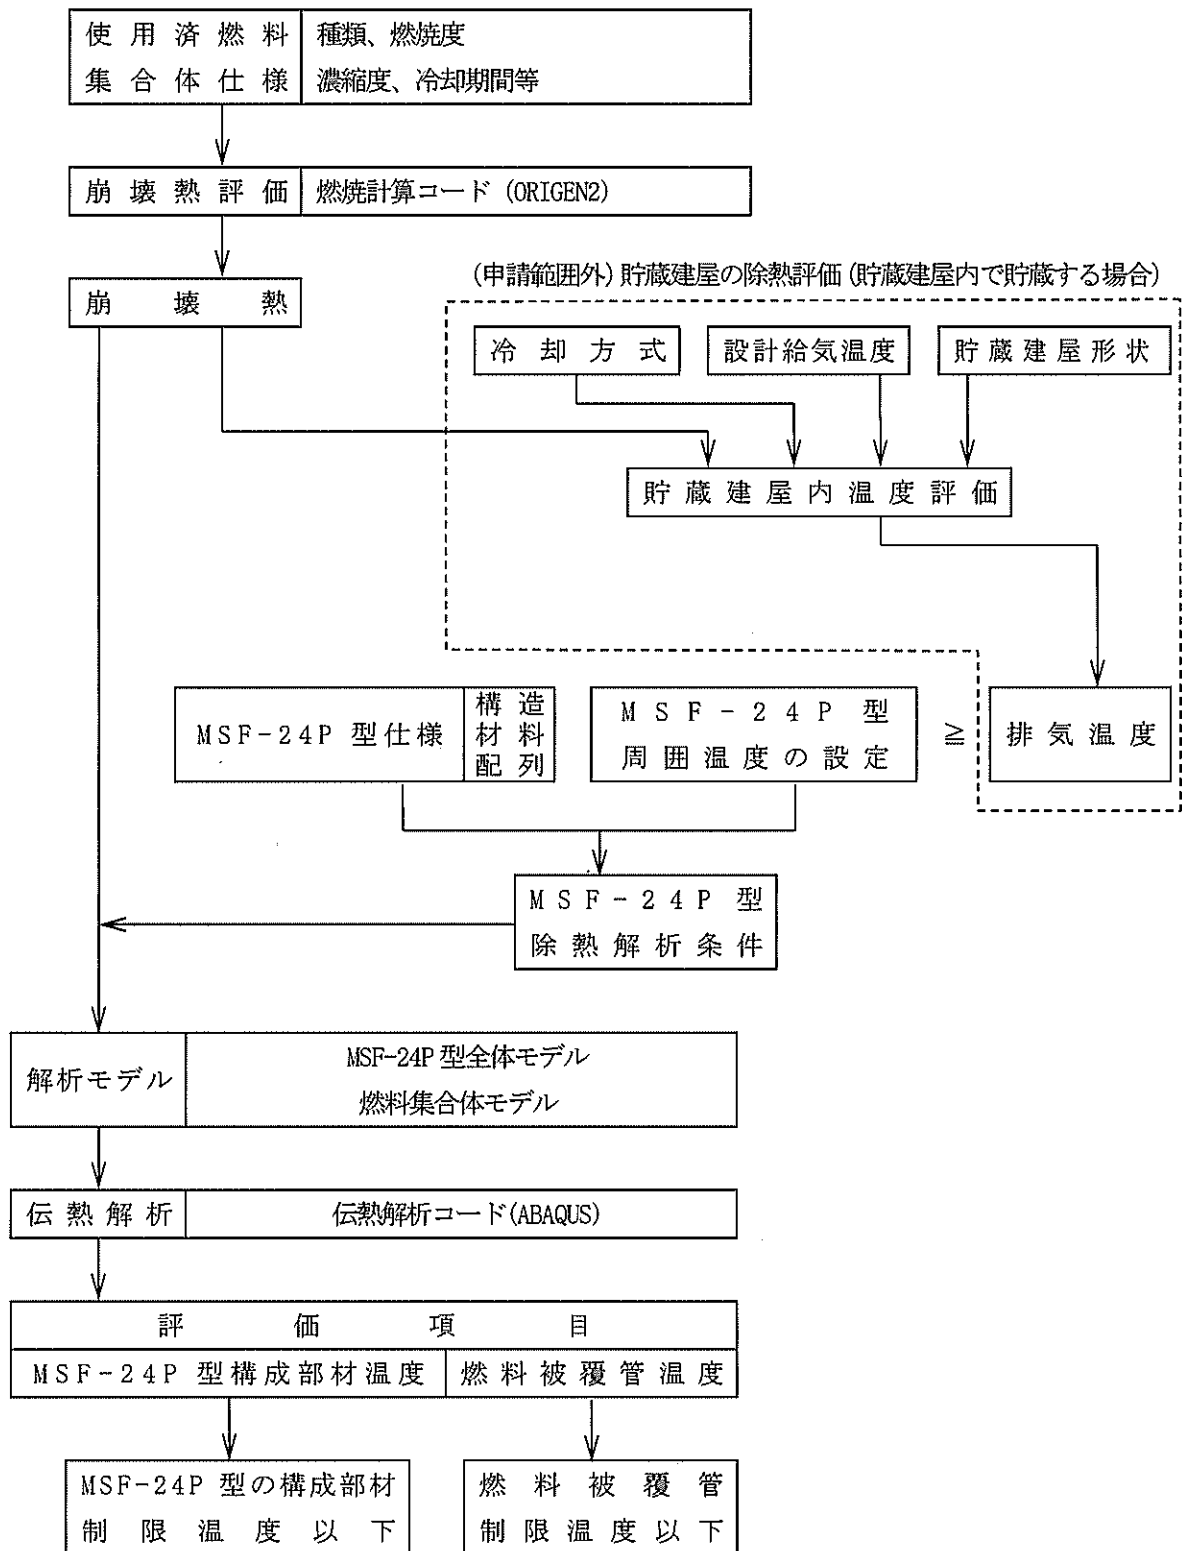 使用済燃料 種類、燃焼度
集合体仕様 濃縮度、冷却期間等
崩壊熱評価 燃焼計算コード (ORIGEN2)
(申請範囲外) 貯蔵建屋の除熱評価 (貯蔵建屋内で貯蔵する場合)
崩壊熱
冷却方式 設計給気温度 貯蔵建屋形状
貯蔵建屋内温度評価
MSF-24P 型仕様
構造
材料
配列
MSF-24P 型
周囲温度の設定
≧
排気温度
MSF-24P 型
除熱解析条件
解析モデル
MSF-24P 型全体モデル
燃料集合体モデル
伝熱解析 伝熱解析コード(ABAQUS)
評価項目
MSF-24P 型構成部材温度 燃料被覆管温度
MSF-24P 型の構成部材
制限温度以下
燃料被覆管
制限温度以下